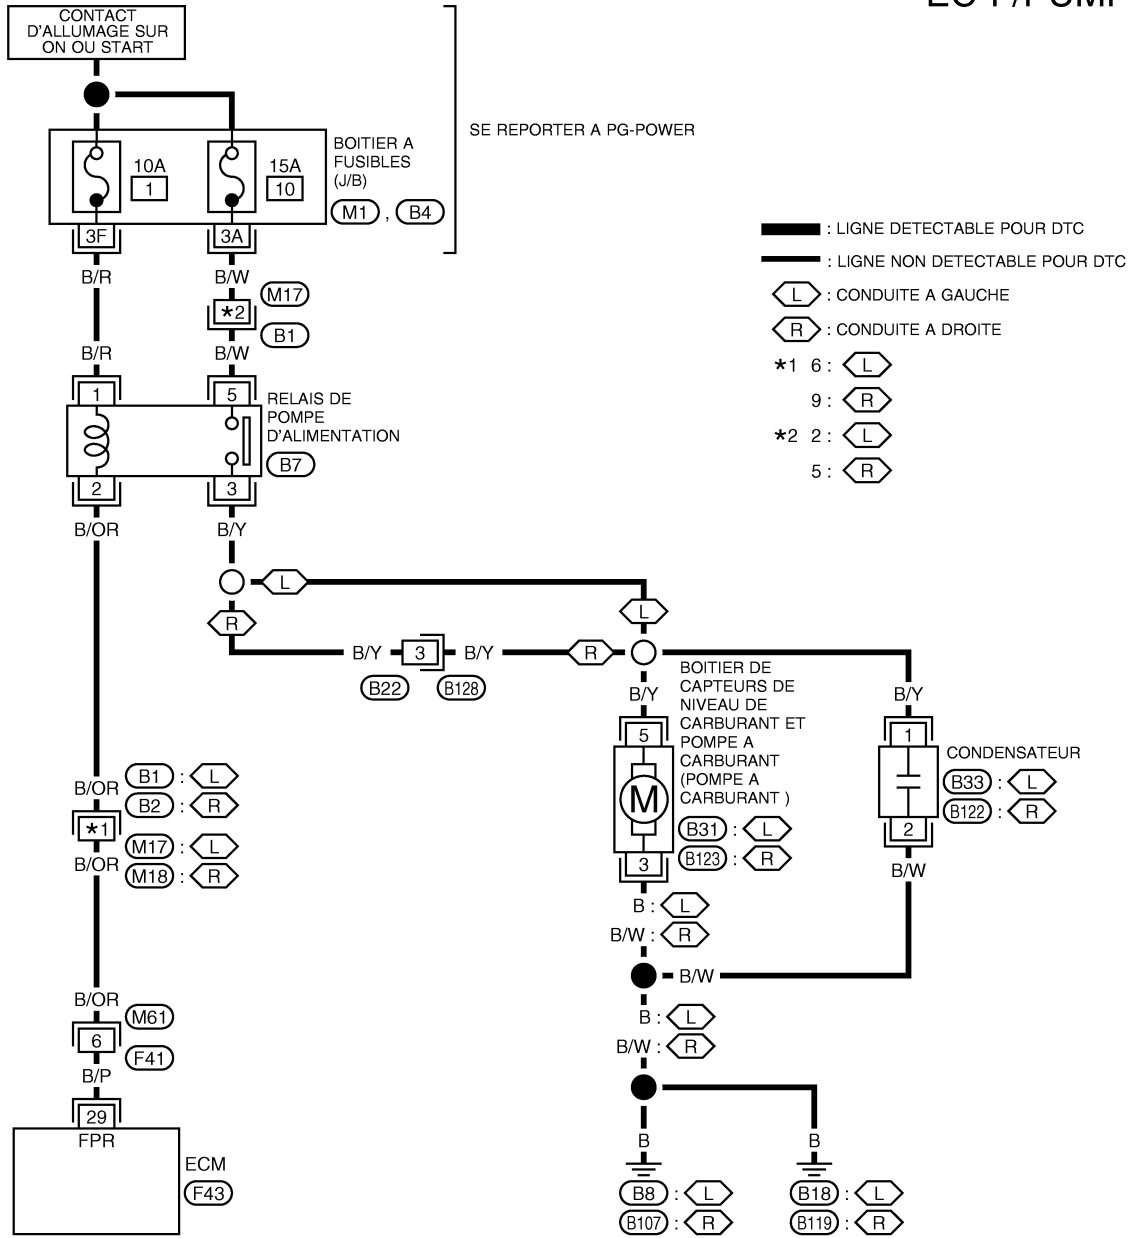 CONTACT
D'ALLUMAGE SUR
ON OU START
SE REPORTER A PG-POWER
10A
1
15A
10
BOITIER A
FUSIBLES
(J/B)
M1 , B4
3F
3A
B/R
B/W
M17
*2
B1
B/R
B/W
1
5
RELAIS DE
POMPE
D'ALIMENTATION
B7
2
3
B/OR
B/Y
: LIGNE DETECTABLE POUR DTC
: LIGNE NON DETECTABLE POUR DTC
L : CONDUITE A GAUCHE
R : CONDUITE A DROITE
*1 6 : L
9 : R
*2 2 : L
5 : R
L
L
R
B/Y 3 B/Y
R
B22
B128
B/Y
5
M
3
BOITIER DE
CAPTEURS DE
NIVEAU DE
CARBURANT ET
POMPE A
CARBURANT
(POMPE A
CARBURANT )
B31 : L
B123 : R
B/Y
1
2
CONDENSATEUR
B33 : L
B122 : R
B/W
B/OR
B1 : L
B2 : R
*1
M17 : L
M18 : R
B/OR
B : L
B/W : R
B/W
B : L
B/W : R
B/OR
M61
6
F41
B/P
29
FPR
ECM
F43
B
B
B8 : L
B107 : R
B18 : L
B119 : R